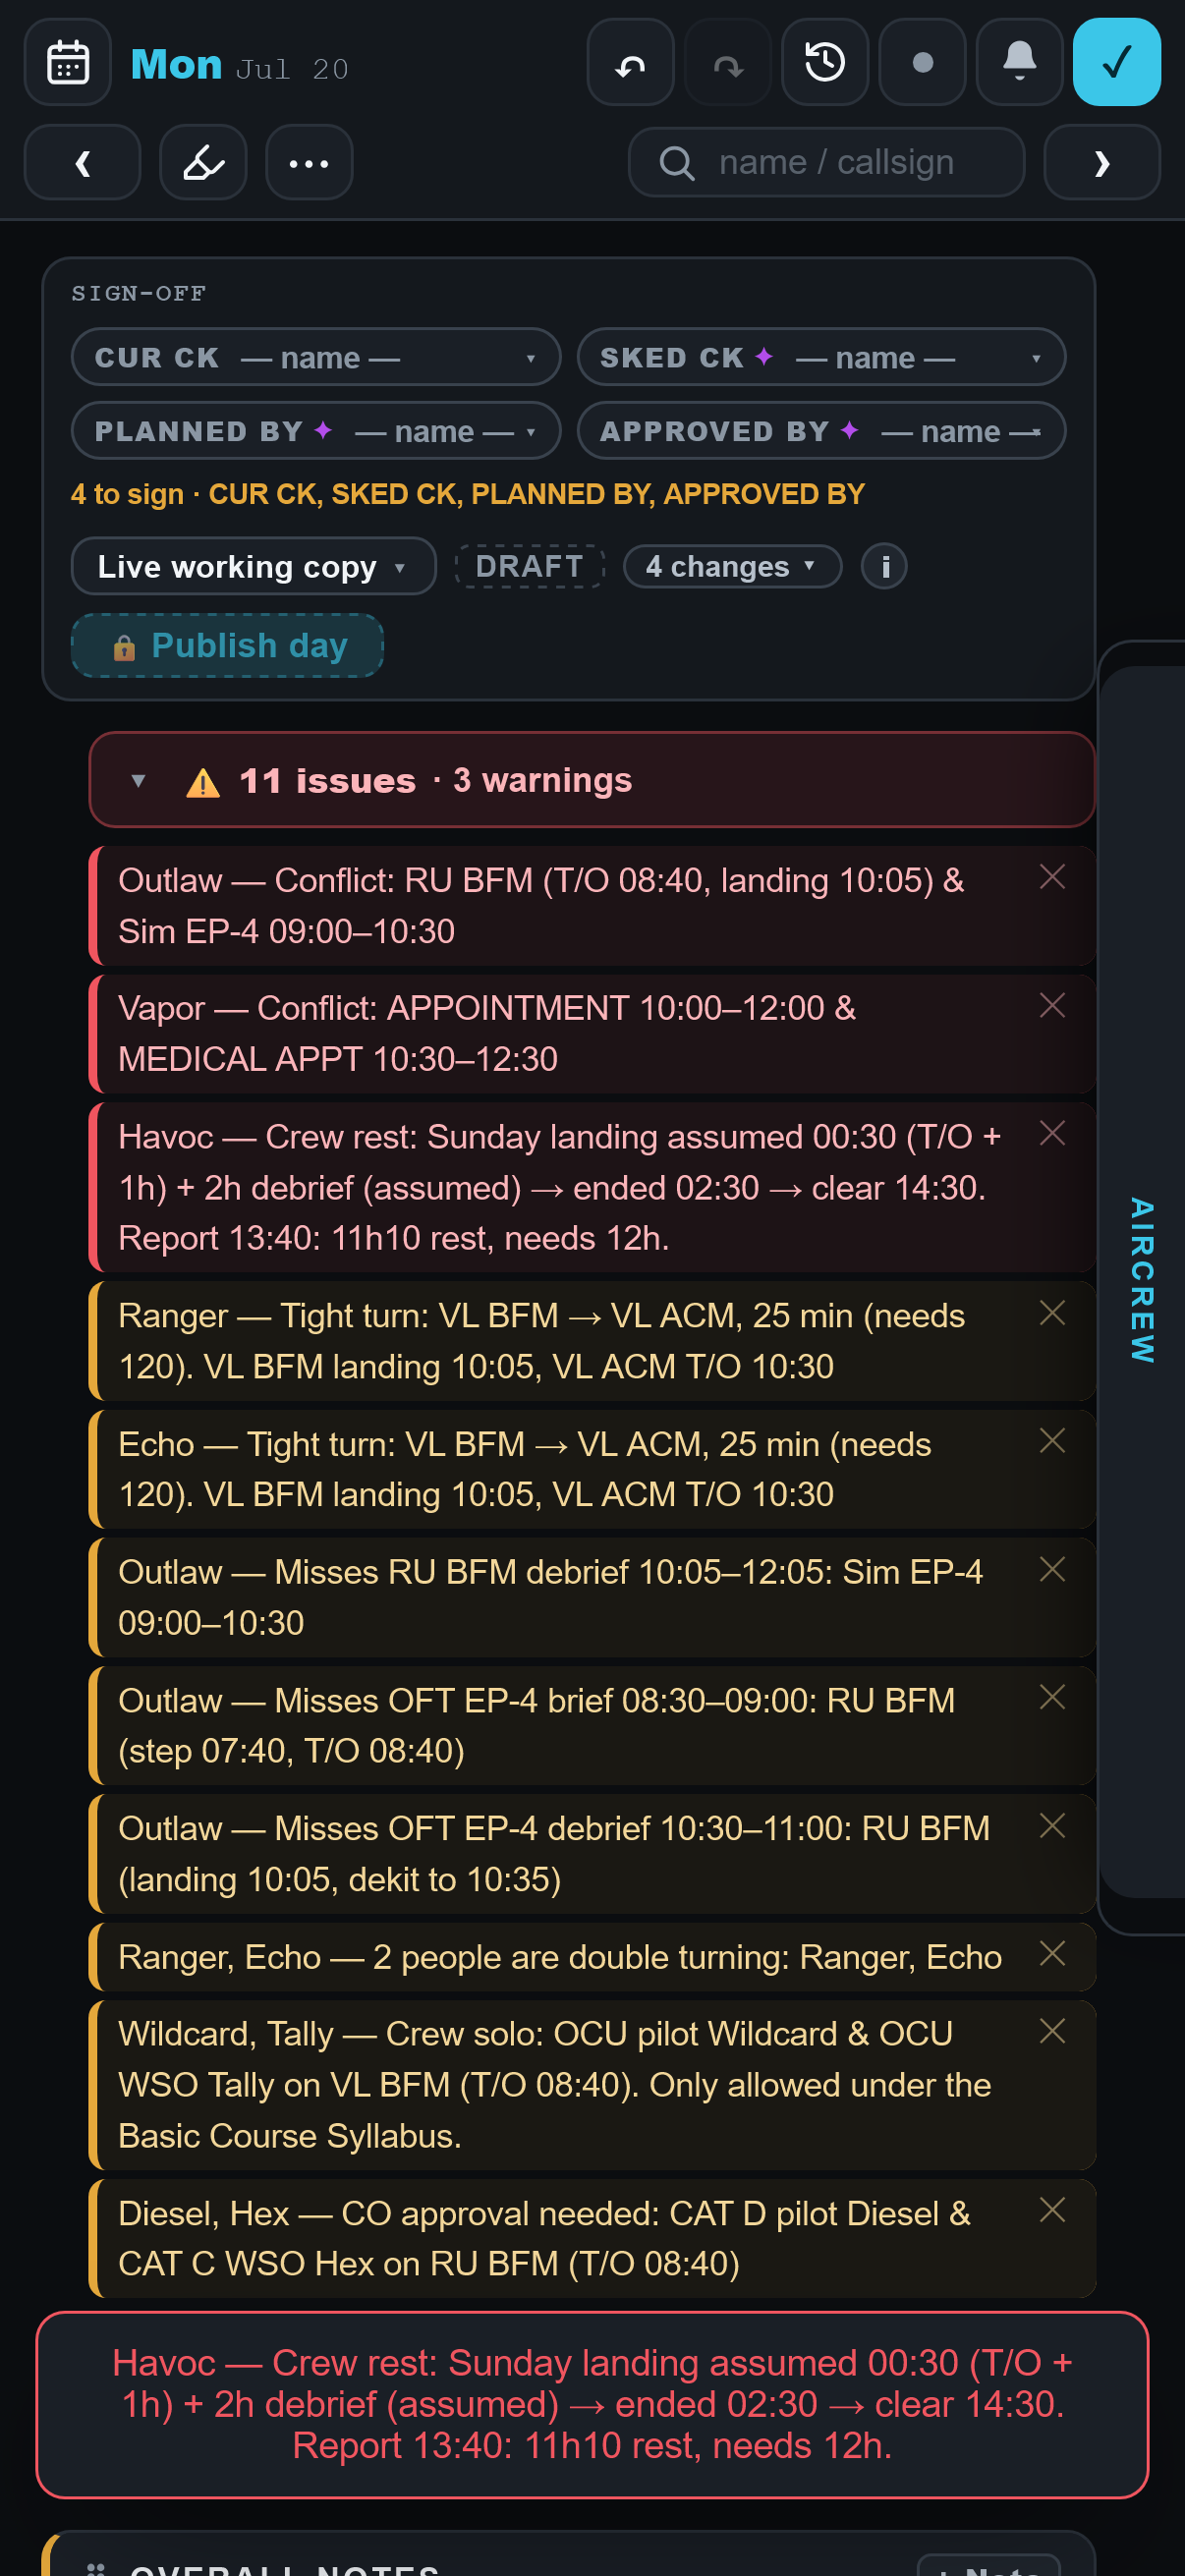 Mon Jul 20
name / callsign
SIGN-OFF
CUR CK — name —
SKED CK ✦ — name —
PLANNED BY ✦ — name —
APPROVED BY ✦ — name —
4 to sign · CUR CK, SKED CK, PLANNED BY, APPROVED BY
Live working copy ▾ DRAFT 4 changes ▾ i
Publish day
11 issues · 3 warnings
Outlaw — Conflict: RU BFM (T/O 08:40, landing 10:05) &
Sim EP-4 09:00–10:30
Vapor — Conflict: APPOINTMENT 10:00–12:00 &
MEDICAL APPT 10:30–12:30
Havoc — Crew rest: Sunday landing assumed 00:30 (T/O +
1h) + 2h debrief (assumed) → ended 02:30 → clear 14:30.
Report 13:40: 11h10 rest, needs 12h.
Ranger — Tight turn: VL BFM → VL ACM, 25 min (needs
120). VL BFM landing 10:05, VL ACM T/O 10:30
Echo — Tight turn: VL BFM → VL ACM, 25 min (needs
120). VL BFM landing 10:05, VL ACM T/O 10:30
Outlaw — Misses RU BFM debrief 10:05–12:05: Sim EP-4
09:00–10:30
Outlaw — Misses OFT EP-4 brief 08:30–09:00: RU BFM
(step 07:40, T/O 08:40)
Outlaw — Misses OFT EP-4 debrief 10:30–11:00: RU BFM
(landing 10:05, dekit to 10:35)
Ranger, Echo — 2 people are double turning: Ranger, Echo
Wildcard, Tally — Crew solo: OCU pilot Wildcard & OCU
WSO Tally on VL BFM (T/O 08:40). Only allowed under the
Basic Course Syllabus.
Diesel, Hex — CO approval needed: CAT D pilot Diesel &
CAT C WSO Hex on RU BFM (T/O 08:40)
AIRCREW
Havoc — Crew rest: Sunday landing assumed 00:30 (T/O +
1h) + 2h debrief (assumed) → ended 02:30 → clear 14:30.
Report 13:40: 11h10 rest, needs 12h.
OVERALL NOTES
+ Note